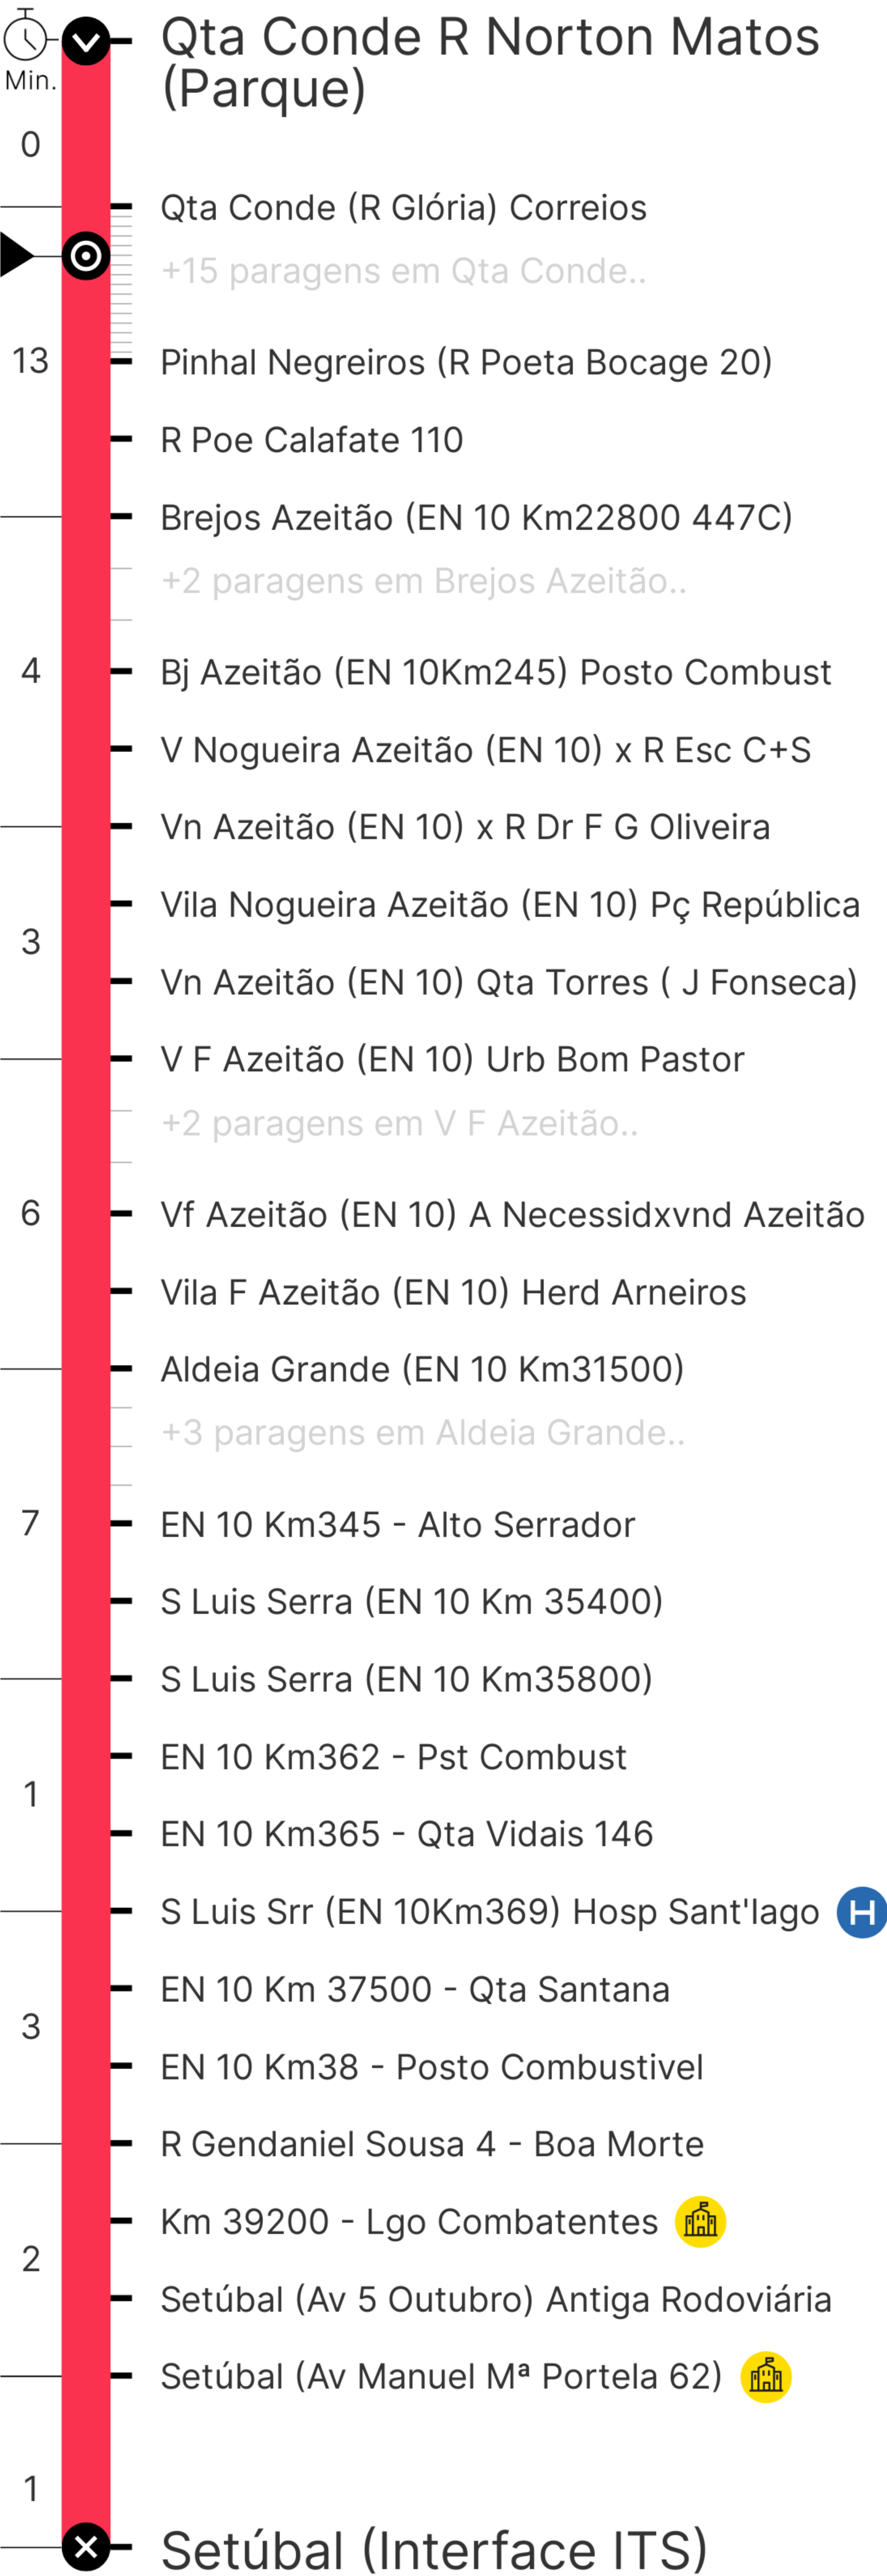 Qta Conde R Norton Matos
(Parque)
Min.
0
Qta Conde (R Glória) Correios
+15 paragens em Qta Conde..
13
Pinhal Negreiros (R Poeta Bocage 20)
R Poe Calafate 110
Brejos Azeitão (EN 10 Km22800 447C)
+2 paragens em Brejos Azeitão..
4
Bj Azeitão (EN 10Km245) Posto Combust
V Nogueira Azeitão (EN 10) x R Esc C+S
Vn Azeitão (EN 10) x R Dr F G Oliveira
Vila Nogueira Azeitão (EN 10) Pç República
3
Vn Azeitão (EN 10) Qta Torres ( J Fonseca)
V F Azeitão (EN 10) Urb Bom Pastor
+2 paragens em V F Azeitão..
6
Vf Azeitão (EN 10) A Necessidxvnd Azeitão
Vila F Azeitão (EN 10) Herd Arneiros
Aldeia Grande (EN 10 Km31500)
+3 paragens em Aldeia Grande..
7
EN 10 Km345 - Alto Serrador
S Luis Serra (EN 10 Km 35400)
S Luis Serra (EN 10 Km35800)
EN 10 Km362 - Pst Combust
1
EN 10 Km365 - Qta Vidais 146
S Luis Srr (EN 10Km369) Hosp Sant'Iago H
EN 10 Km 37500 - Qta Santana
3
EN 10 Km38 - Posto Combustivel
R Gendaniel Sousa 4 - Boa Morte
Km 39200 - Lgo Combatentes
2
Setúbal (Av 5 Outubro) Antiga Rodoviária
Setúbal (Av Manuel Mª Portela 62)
1
Setúbal (Interface ITS)